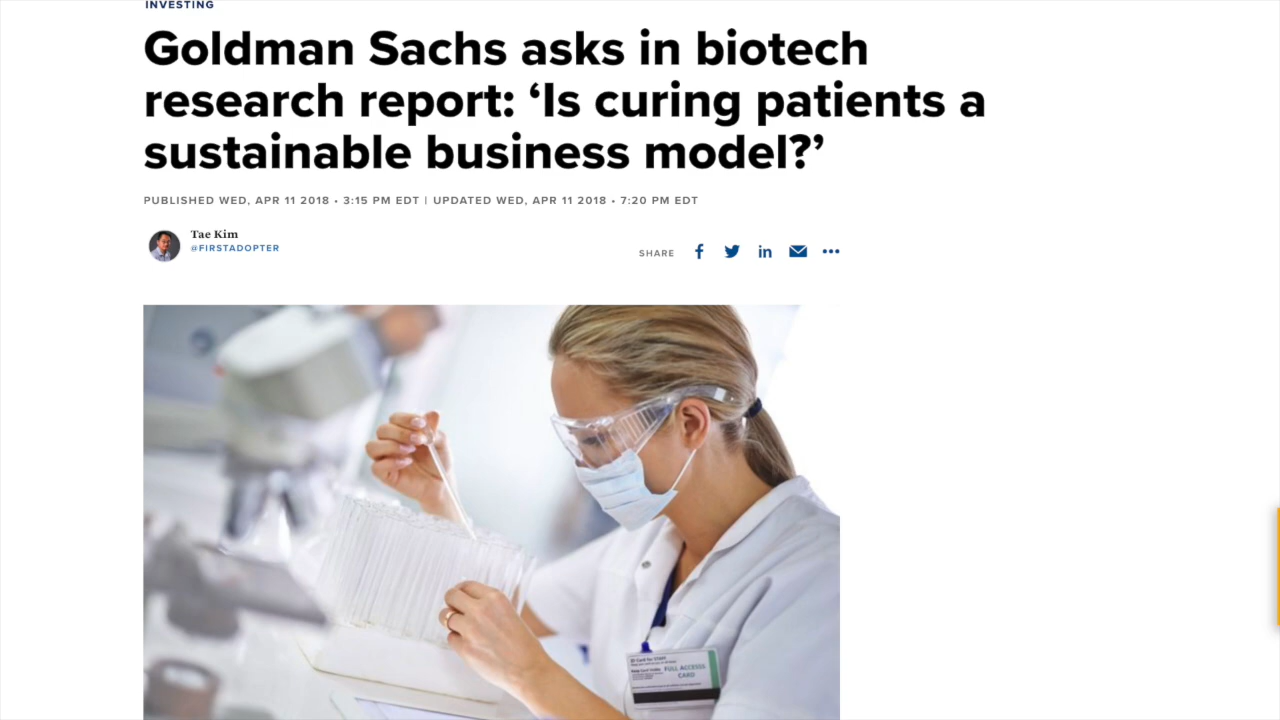 INVESTING
Goldman Sachs asks in biotech
research report: ‘Is curing patients a
sustainable business model?’
PUBLISHED WED, APR 11 2018 • 3:15 PM EDT | UPDATED WED, APR 11 2018 • 7:20 PM EDT
Tae Kim
@FIRSTADOPTER
SHARE
FULL ACCESSS
CARD